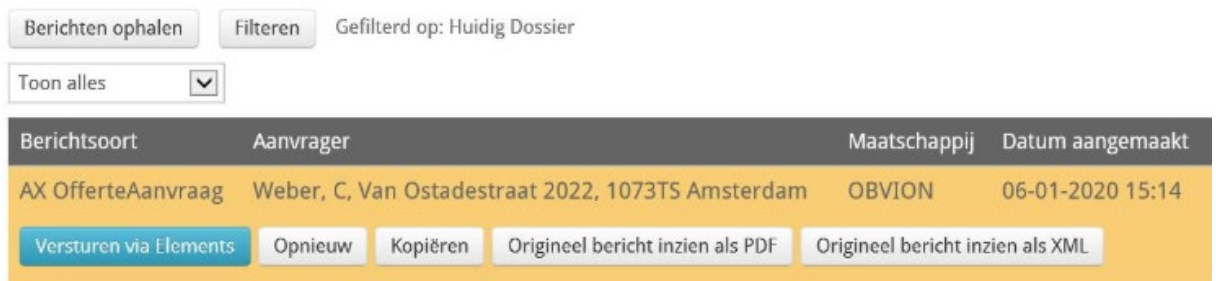 Berichten ophalen Filteren Gefilterd op: Huidig Dossier
Toon alles
Berichtsoort Aanvrager Maatschappij Datum aangemaakt
AX OfferteAanvraag Weber, C, Van Ostadestraat 2022, 1073TS Amsterdam OBVION 06-01-2020 15:14
Versturen via Elements Opnieuw Kopiëren Origineel bericht inzien als PDF Origineel bericht inzien als XML